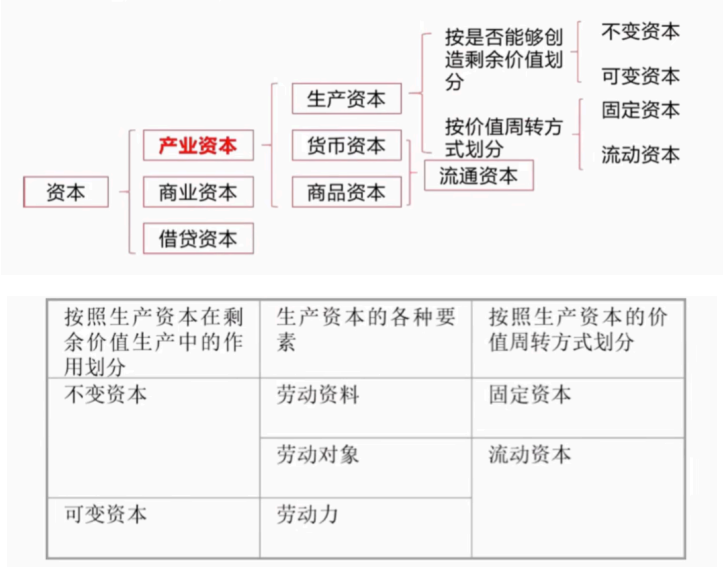 按是否能够创
造剩余价值划
分
不变资本
可变资本
生产资本
按价值周转方
式划分
固定资本
流动资本
产业资本
货币资本
流通资本
资本
商业资本
商品资本
借贷资本
按照生产资本在剩
余价值生产中的作
用划分
生产资本的各种要
素
按照生产资本的价
值周转方式划分
不变资本
劳动资料
固定资本
劳动对象
流动资本
可变资本
劳动力